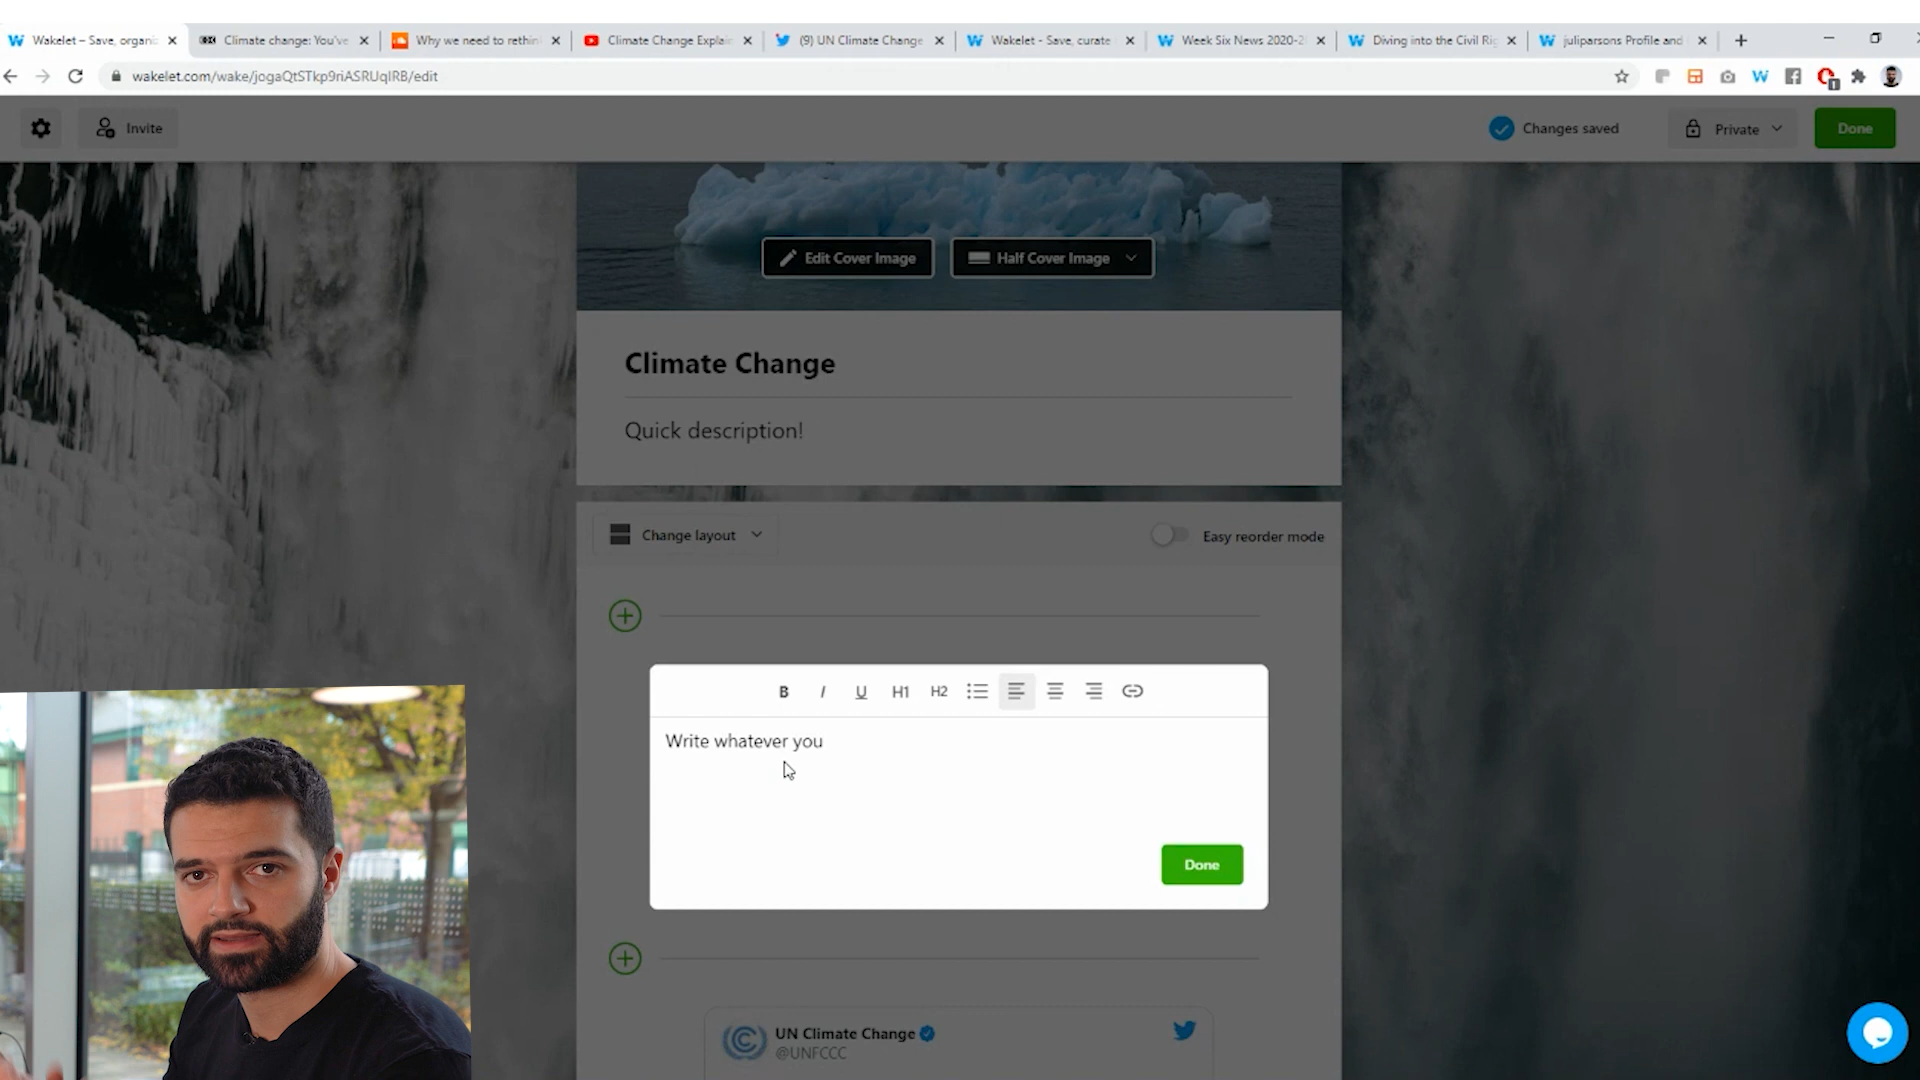 Wakelet – Save, organi
Climate change: You've
Why we need to rethin
Climate Change Explai
(9) UN Climate Change
Wakelet - Save, curate
Week Six News 2020-2
Diving into the Civil Ri
juliparsons Profile and
wakelet.com/wake/jogaQtSTkp9riASRUqIRB/edit
Invite
Changes saved
Private
Done
Edit Cover Image
Half Cover Image
Climate Change
Quick description!
Change layout
Easy reorder mode
B I U H1 H2
Write whatever you
Done
UN Climate Change
@UNFCCC